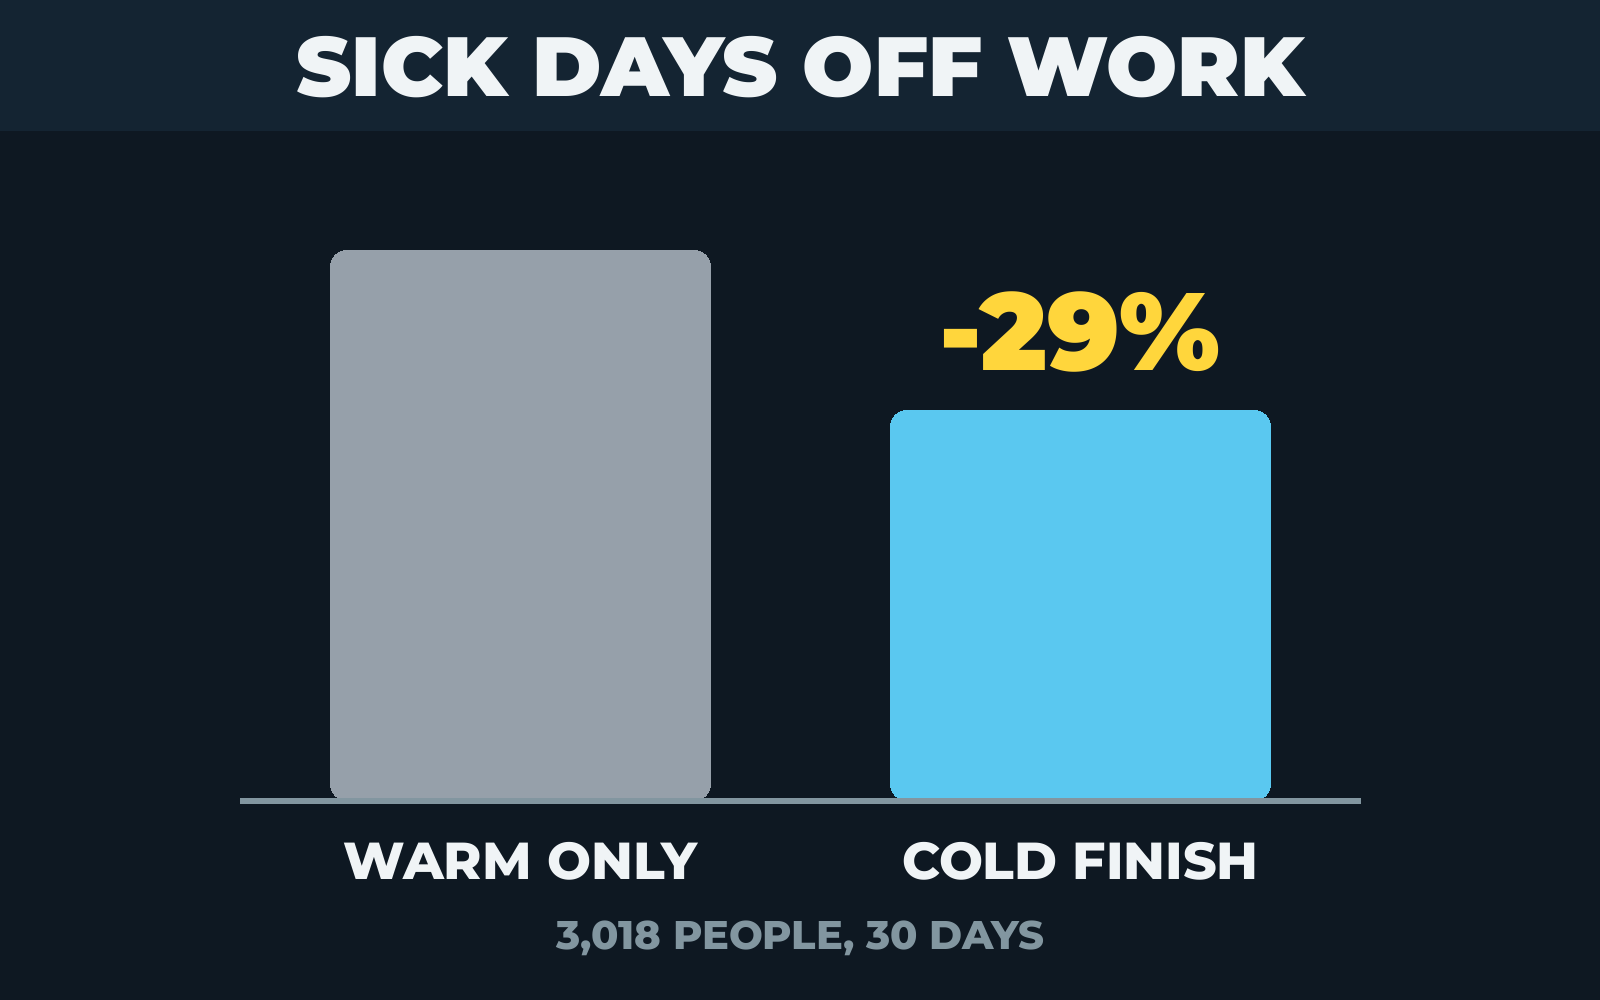 SICK DAYS OFF WORK
-29%
WARM ONLY
COLD FINISH
3,018 PEOPLE, 30 DAYS